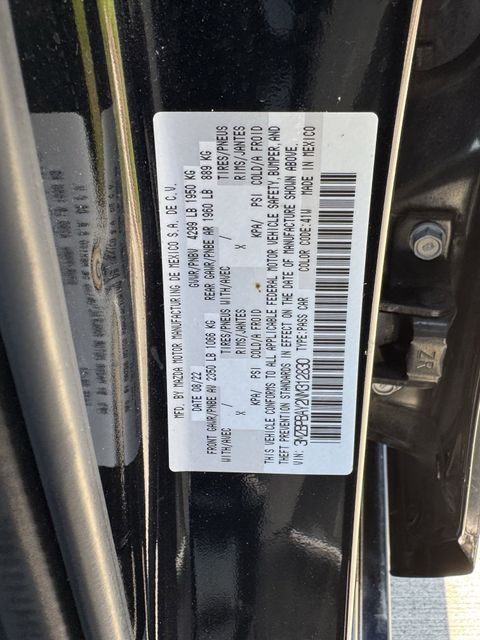 MFD. BY MAZDA MOTOR MANUFACTURING DE MEXICO S.A. DE C.V.
DATE 08/22 GVWR/PNBV 4299 LB 1950 KG
FRONT GAWR/PNBE AV 2350 LB 1066 KG REAR GAWR/PNBE AR 1960 LB 889 KG
WITH/AVEC / TIRES/PNEUS WITH/AVEC / TIRES/PNEUS
X RIMS/JANTES X RIMS/JANTES
KPA/ PSI COLD/A FROID KPA/ PSI COLD/A FROID
THIS VEHICLE CONFORMS TO ALL APPLICABLE FEDERAL MOTOR VEHICLE SAFETY, BUMPER, AND
THEFT PREVENTION STANDARDS IN EFFECT ON THE DATE OF MANUFACTURE SHOWN ABOVE.
VIN: 3MZBPBAY2NM312830 TYPE:PASS CAR COLOR CODE:41W MADE IN MEXICO
ZR